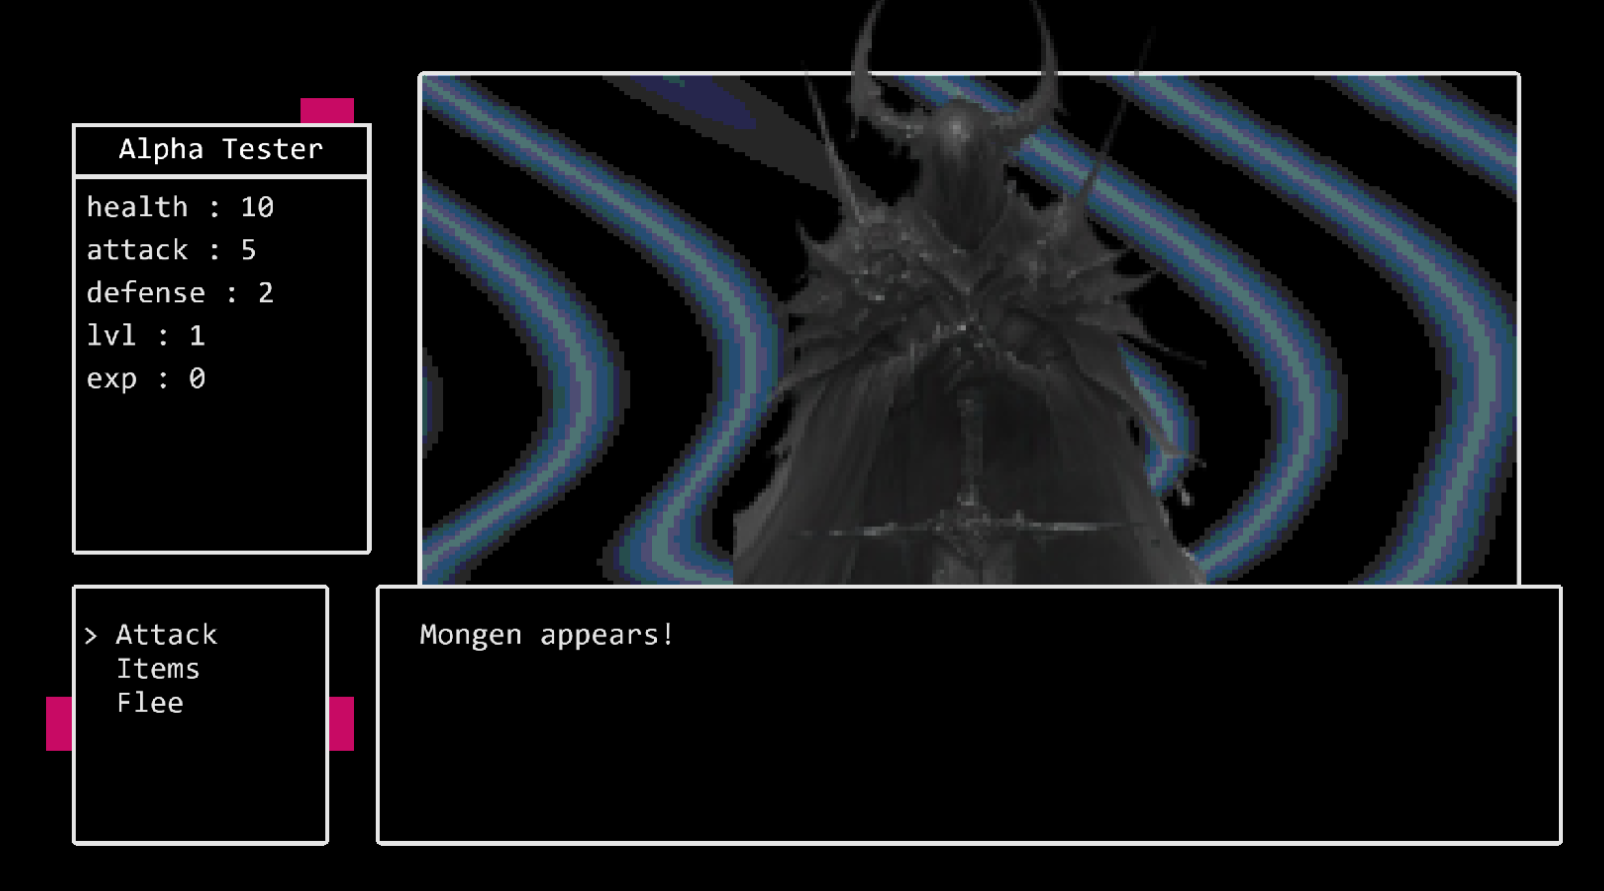 Alpha Tester
health : 10
attack : 5
defense : 2
lvl : 1
exp : 0
> Attack
Items
Flee
Mongen appears!